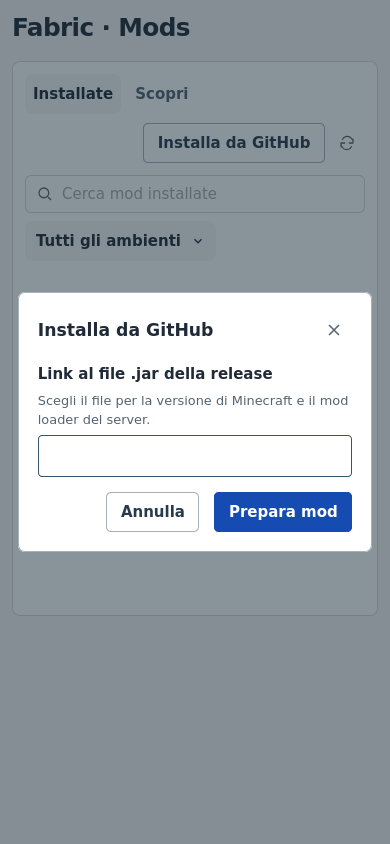 Fabric · Mods
Installate
Scopri
Installa da GitHub
Cerca mod installate
Tutti gli ambienti
Installa da GitHub
Link al file .jar della release
Scegli il file per la versione di Minecraft e il mod
loader del server.
Annulla
Prepara mod